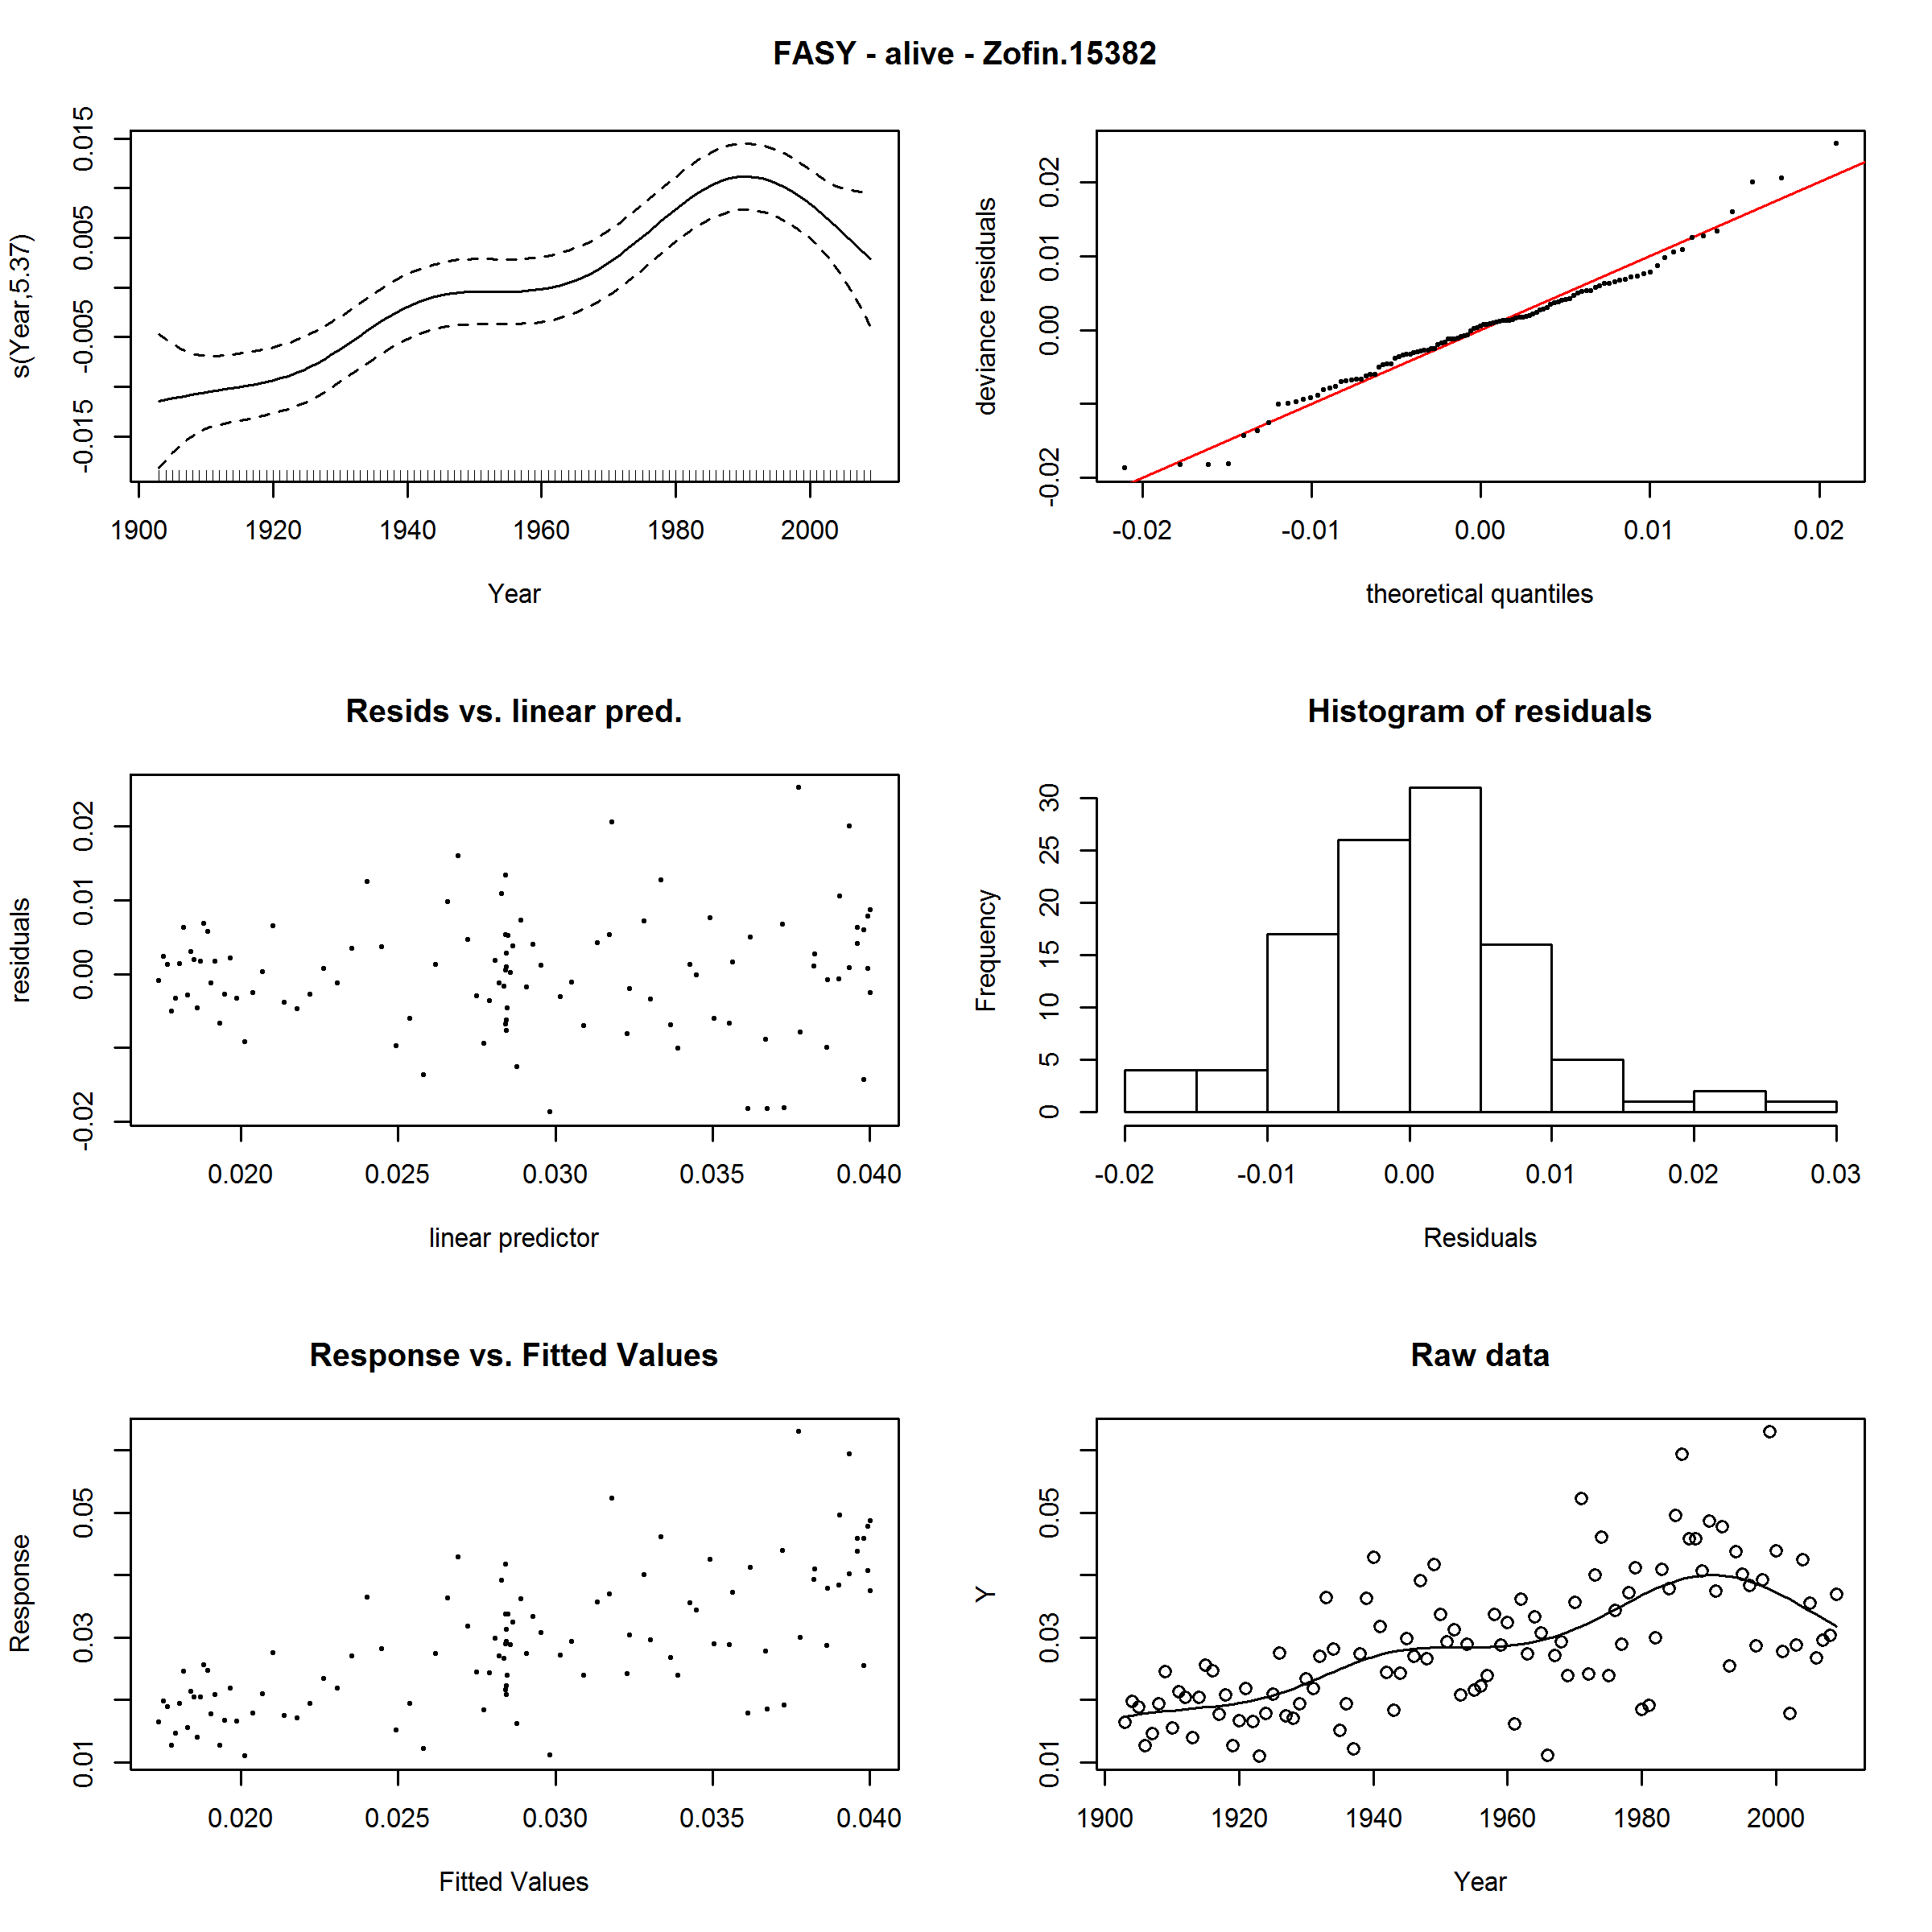 FASY - alive - Zofin.15382
s(Year,5.37)
-0.015 -0.005 0.005 0.015
1900 1920 1940 1960 1980 2000
Year
deviance residuals
-0.02 0.00 0.01 0.02
-0.02 -0.01 0.00 0.01 0.02
theoretical quantiles
Resids vs. linear pred.
residuals
-0.02 0.00 0.01 0.02
0.020 0.025 0.030 0.035 0.040
linear predictor
Histogram of residuals
Frequency
0 5 10 15 20 25 30
-0.02 -0.01 0.00 0.01 0.02 0.03
Residuals
Response vs. Fitted Values
Response
0.01 0.03 0.05
0.020 0.025 0.030 0.035 0.040
Fitted Values
Raw data
Y
0.01 0.03 0.05
1900 1920 1940 1960 1980 2000
Year